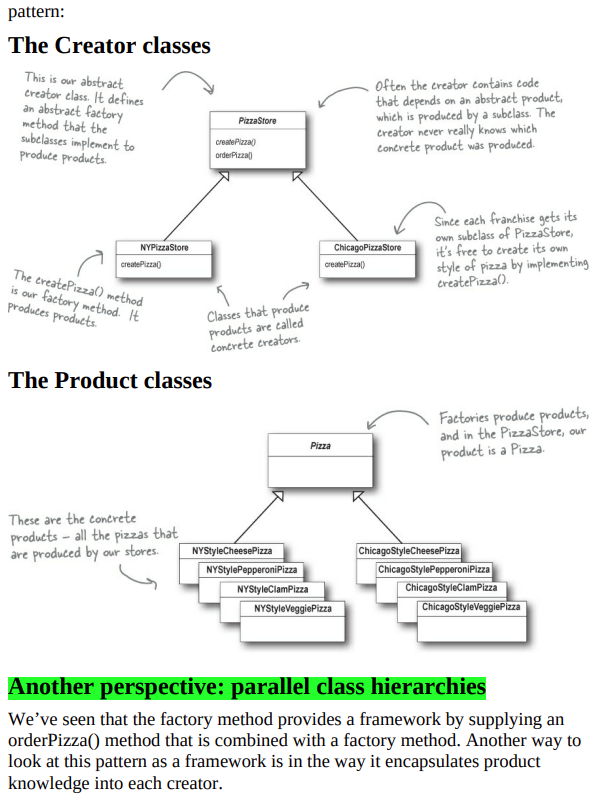 pattern:
The Creator classes
This is our abstract
creator class. It defines
an abstract factory
method that the
subclasses implement to
produce products.
Often the creator contains code
that depends on an abstract product,
which is produced by a subclass. The
creator never really knows which
concrete product was produced.
PizzaStore
createPizza()
orderPizza()
NYPizzaStore
createPizza()
ChicagoPizzaStore
createPizza()
Since each franchise gets its
own subclass of PizzaStore,
it's free to create its own
style of pizza by implementing
createPizza().
The createPizza() method
is our factory method. It
produces products.
Classes that produce
products are called
concrete creators.
The Product classes
Factories produce products,
and in the PizzaStore, our
product is a Pizza.
Pizza
These are the concrete
products – all the pizzas that
are produced by our stores.
NYStyleCheesePizza
NYStylePepperoniPizza
NYStyleClamPizza
NYStyleVeggiePizza
ChicagoStyleCheesePizza
ChicagoStylePepperoniPizza
ChicagoStyleClamPizza
ChicagoStyleVeggiePizza
Another perspective: parallel class hierarchies
We’ve seen that the factory method provides a framework by supplying an
orderPizza() method that is combined with a factory method. Another way to
look at this pattern as a framework is in the way it encapsulates product
knowledge into each creator.